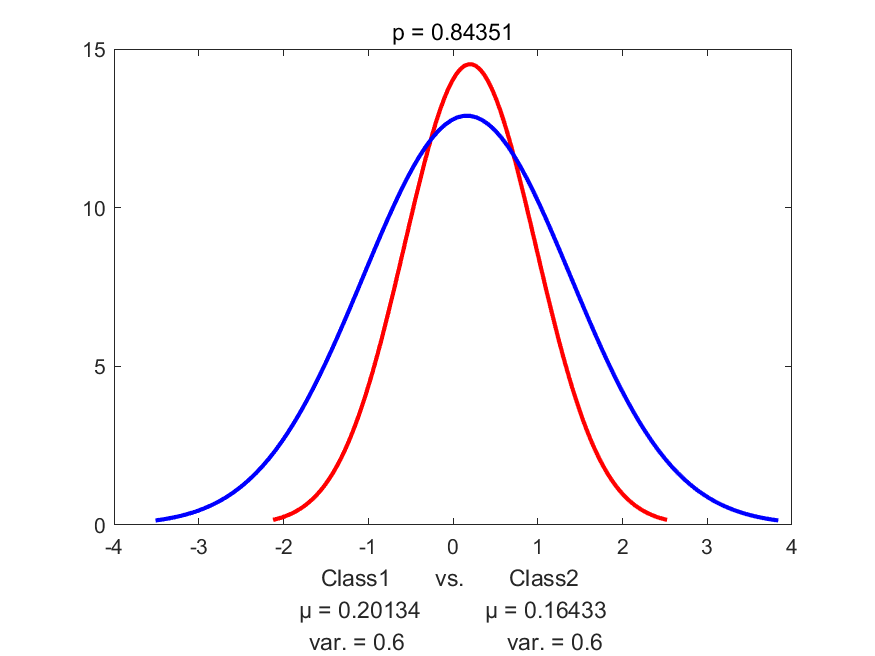 p = 0.84351
15
10
5
0
-4 -3 -2 -1 0 1 2 3 4
Class1 vs. Class2
μ = 0.20134 μ = 0.16433
var. = 0.6 var. = 0.6